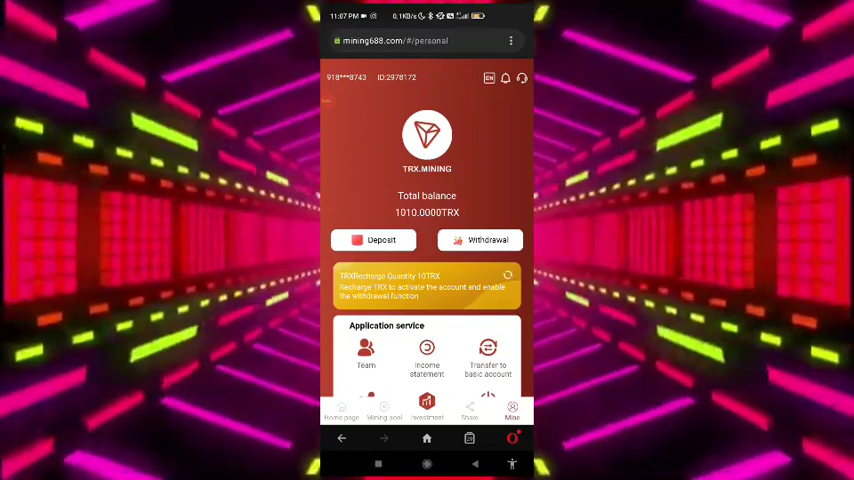 11:07 PM 0.1KB/s
mining688.com/#/personal
918***8743 ID:2978172
EN
TRX.MINING
Total balance
1010.0000TRX
Deposit Withdrawal
TRXRecharge Quantity 10TRX
Recharge TRX to activate the account and enable
the withdrawal function
Application service
Team Income
statement Transfer to
basic account
Home page Mining pool Investment Share Mine